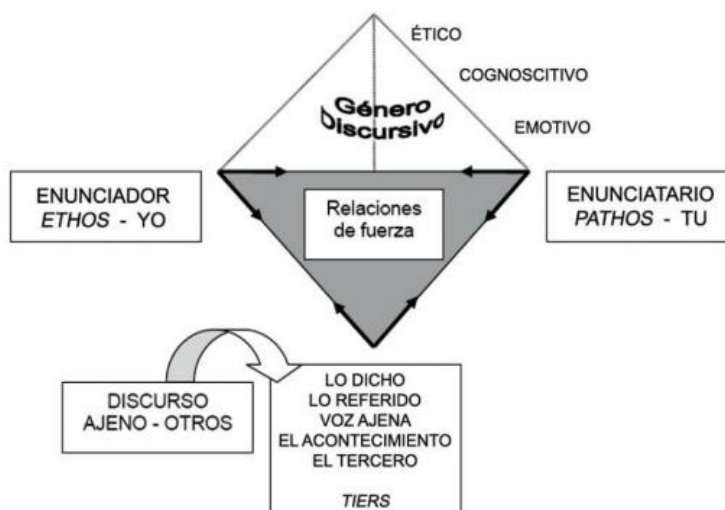 ÉTICO
COGNOSCITIVO
Género
Discursivo
EMOTIVO
ENUNCIADOR
ETHOS - YO
Relaciones
de fuerza
ENUNCIATARIO
PATHOS - TU
DISCURSO
AJENO - OTROS
LO DICHO
LO REFERIDO
VOZ AJENA
EL ACONTECIMIENTO
EL TERCERO
TIERS